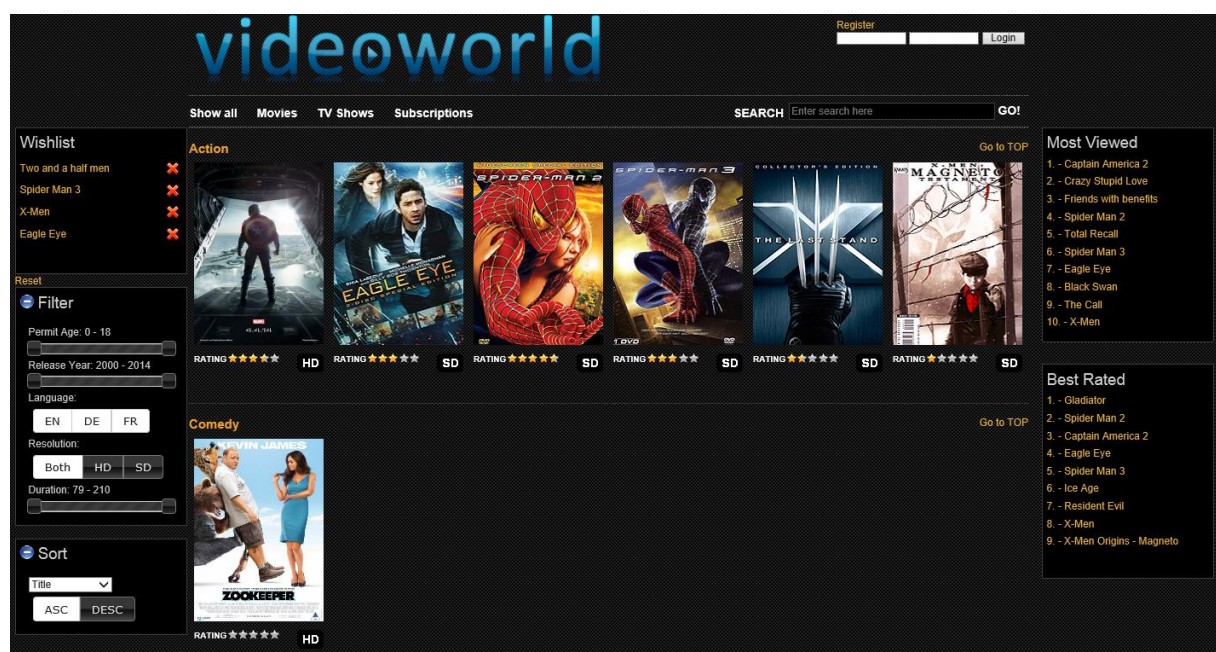 videoworld
Register
Login
Show all Movies TV Shows Subscriptions
SEARCH Enter search here GO!
Wishlist
Two and a half men
Spider Man 3
X-Men
Eagle Eye
Reset
Filter
Permit Age: 0 - 18
Release Year: 2000 - 2014
Language:
EN DE FR
Resolution:
Both HD SD
Duration: 79 - 210
Sort
Title
ASC DESC
Action Go to TOP
MARVEL
4.4.14
EAGLE EYE
2-DISC SPECIAL EDITION
SPIDER-MAN 2
SPIDER-MAN 3
COLLECTOR'S EDITION
THE LAST STAND
X-MEN:
MAGNETO
TESTAMENT
RATING HD
RATING SD
RATING SD
RATING SD
RATING SD
RATING SD
Comedy Go to TOP
KEVIN JAMES
ZOOKEEPER
RATING HD
Most Viewed
1. - Captain America 2
2. - Crazy Stupid Love
3. - Friends with benefits
4. - Spider Man 2
5. - Total Recall
6. - Spider Man 3
7. - Eagle Eye
8. - Black Swan
9. - The Call
10. - X-Men
Best Rated
1. - Gladiator
2. - Spider Man 2
3. - Captain America 2
4. - Eagle Eye
5. - Spider Man 3
6. - Ice Age
7. - Resident Evil
8. - X-Men
9. - X-Men Origins - Magneto